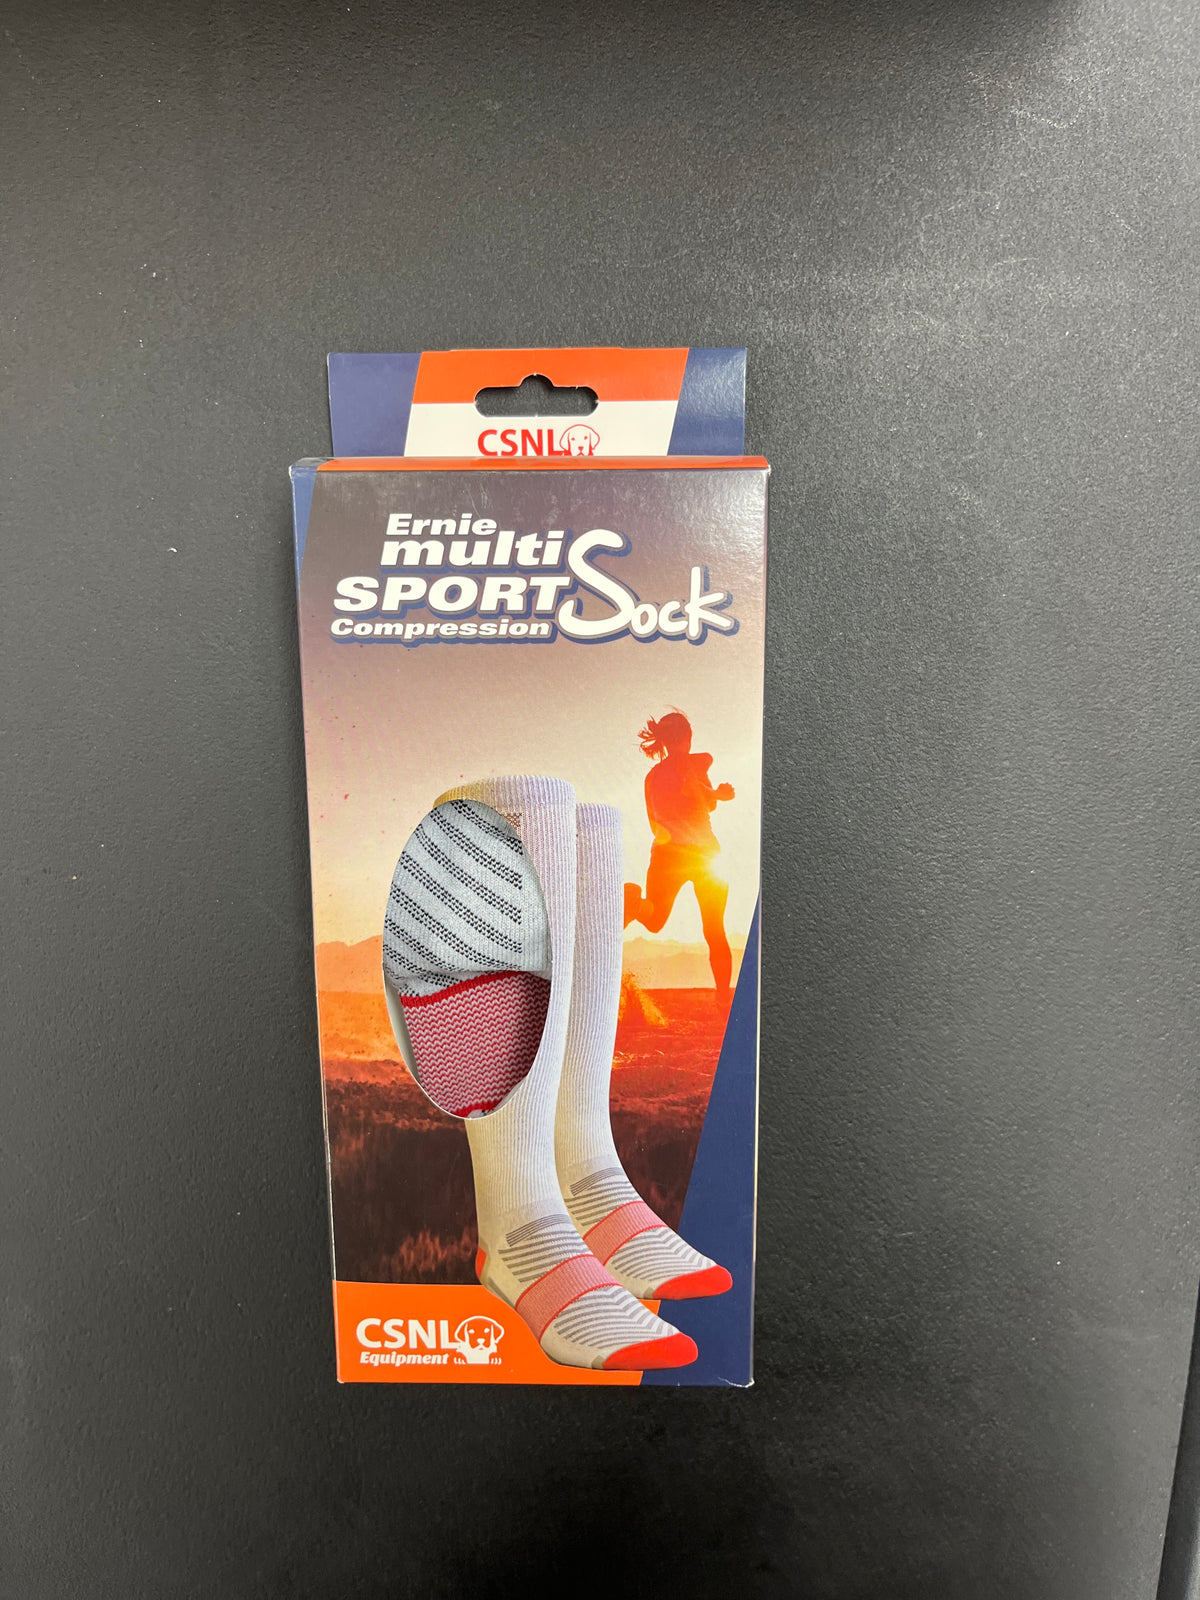 CSNL
Ernie
multi
SPORT Sock
Compression
CSNL
Equipment